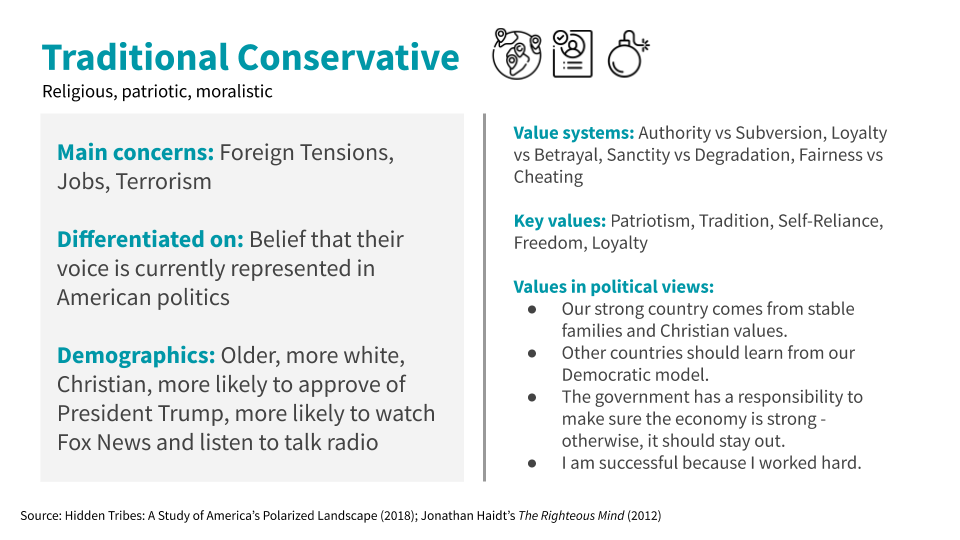 Traditional Conservative
Religious, patriotic, moralistic
Main concerns: Foreign Tensions,
Jobs, Terrorism
Differentiated on: Belief that their
voice is currently represented in
American politics
Demographics: Older, more white,
Christian, more likely to approve of
President Trump, more likely to watch
Fox News and listen to talk radio
Value systems: Authority vs Subversion, Loyalty
vs Betrayal, Sanctity vs Degradation, Fairness vs
Cheating
Key values: Patriotism, Tradition, Self-Reliance,
Freedom, Loyalty
Values in political views:
● Our strong country comes from stable
families and Christian values.
● Other countries should learn from our
Democratic model.
● The government has a responsibility to
make sure the economy is strong -
otherwise, it should stay out.
● I am successful because I worked hard.
Source: Hidden Tribes: A Study of America's Polarized Landscape (2018); Jonathan Haidt's The Righteous Mind (2012)